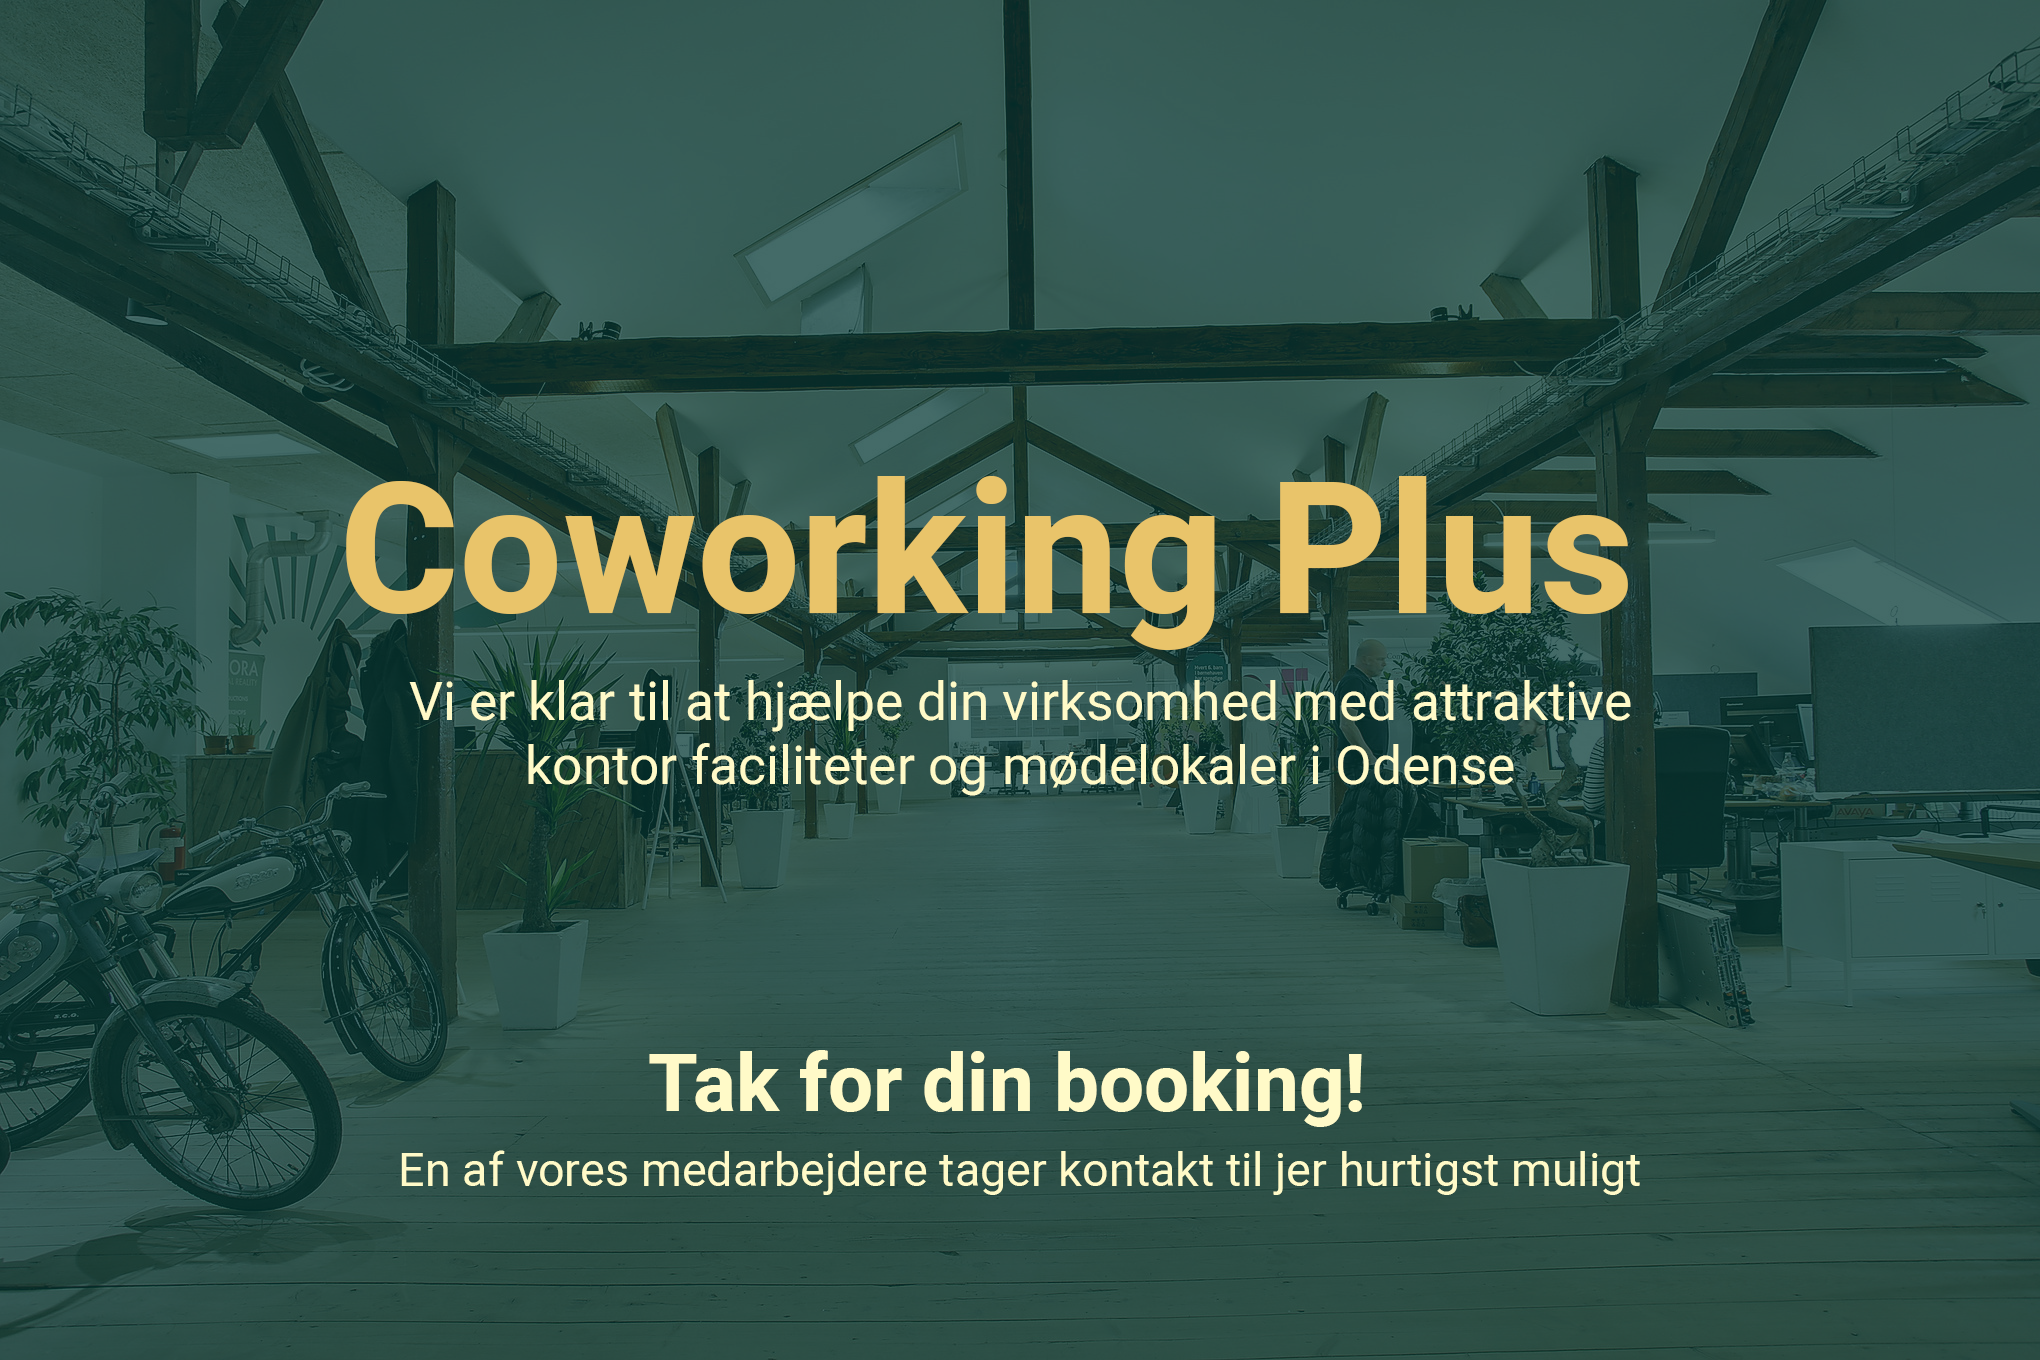 Coworking Plus
Vi er klar til at hjælpe din virksomhed med attraktive
kontor faciliteter og mødelokaler i Odense
AVAYA
Tak for din booking!
En af vores medarbejdere tager kontakt til jer hurtigst muligt